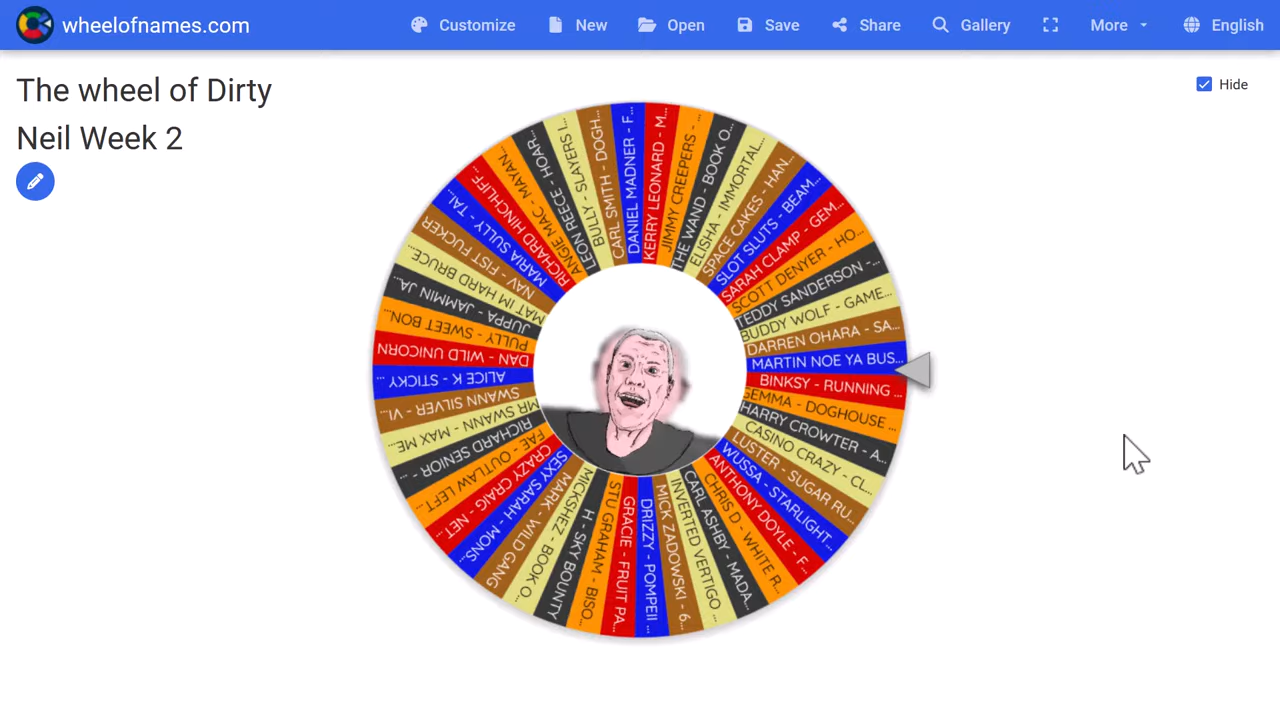 wheelofnames.com
Customize
New
Open
Save
Share
Gallery
More
English
The wheel of Dirty
Neil Week 2
Hide
DANIEL MADNER - F...
KERRY LEONARD - M...
JIMMY CREEPERS - ...
THE WAND - BOOK O...
ELISHA - IMMORTAL...
SPACE CAKES - HAN...
SLOT SLUTS - BEAM...
SARAH CLAMP - GEM...
SCOTT DENYER - HO...
TEDDY SANDERSON -...
BUDDY WOLF - GAME...
DARREN OHARA - SA...
MARTIN NOE YA BUS...
BINKSY - RUNNING ...
GEMMA - DOGHOUSE ...
HARRY CROWTER - A...
CASINO CRAZY - CL...
LUSTER - SUGAR RU...
WUSSA - STARLIGHT...
ANTHONY DOYLE - F...
CHRIS D - WHITE R...
CARL ASHBY - MADA...
INVERTED VERTIGO ...
MICK ZADOWSKI - 6...
DRIZZY - POMPEII ...
GRACIE - FRUIT PA...
STU GRAHAM - BISO...
H - SKY BOUNTY
MICKSHEZ - BOOK O...
MARK - WILD GANG
SEXY SARAH - MONS...
CRAZY CRAIG - NET...
FAE - OUTLAW LEFT ...
RICHARD SENIOR - ...
MR SWANN - MAX ME...
SWANN SILVER - VI...
ALICE K - STICKY ...
DAN - WILD UNICORN
PULLY - SWEET BON...
JUPPA - JAMMIN JA...
MAT IM HARD BRUCE...
NAV - FIST FUCKER
MARIA SULLY - TAI...
RICHARD HINCHLIFF...
ANGIE MAC - MAYAN...
LEON REECE - HOAR...
BULLY - SLAYERS I...
CARL SMITH - DOGH...